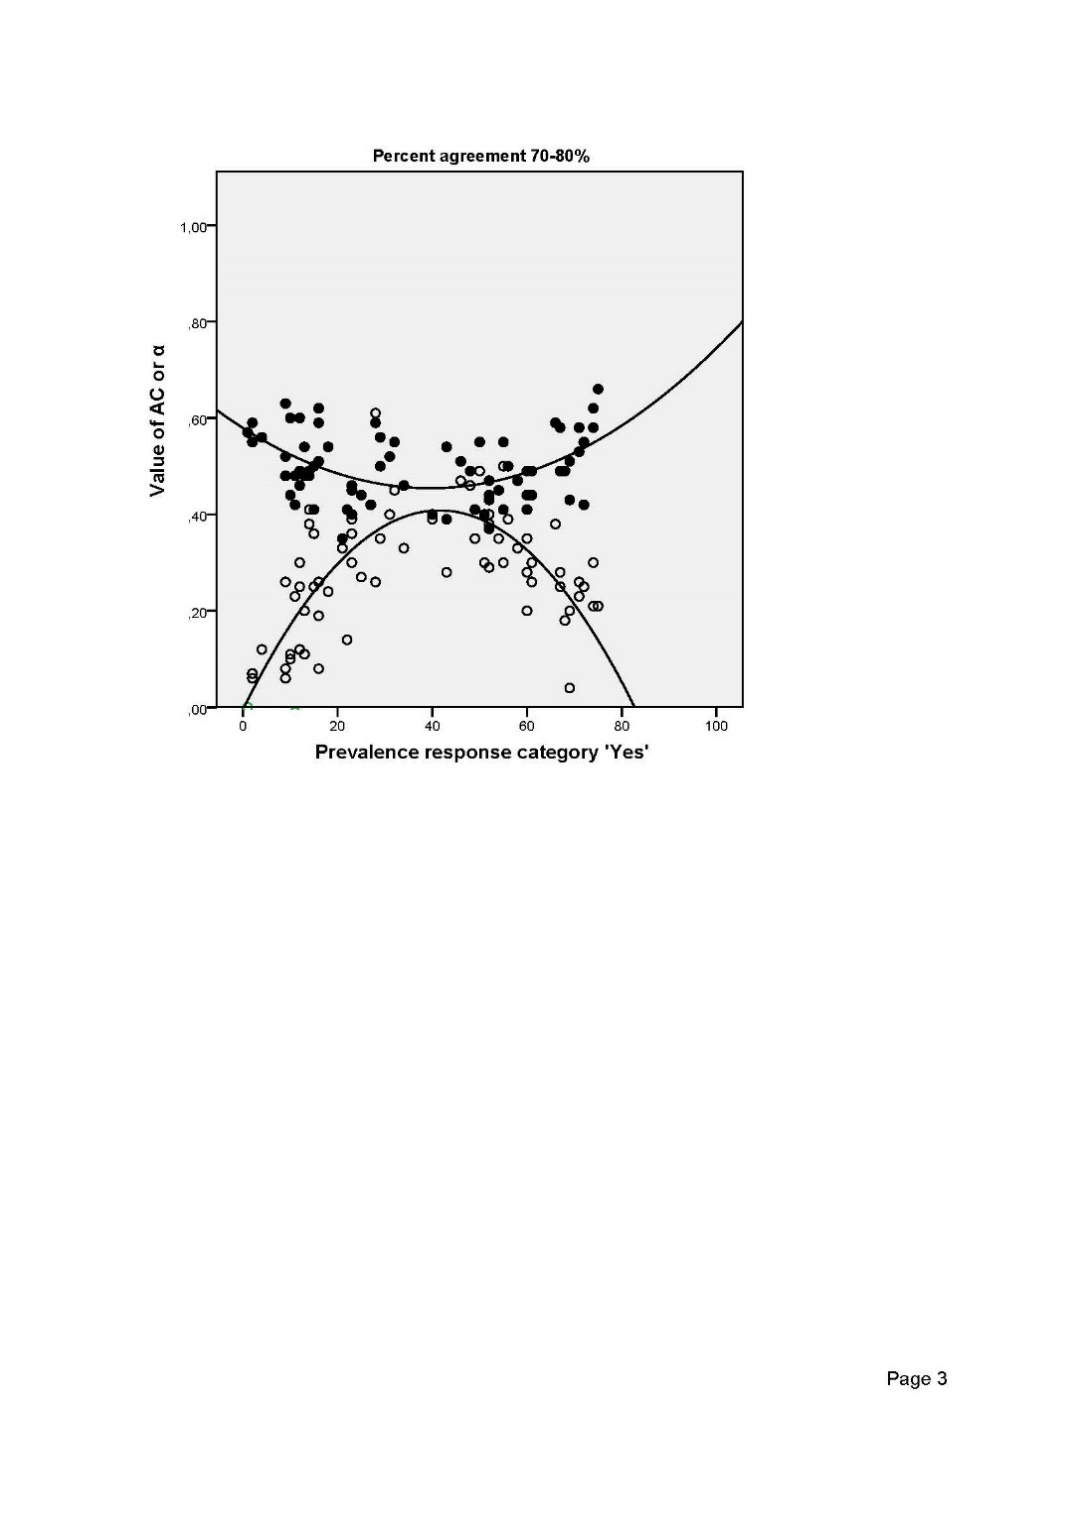 Percent agreement 70-80%
Value of AC or α
1,00
,80
,60
,40
,20
,00
0 20 40 60 80 100
Prevalence response category 'Yes'
Page 3